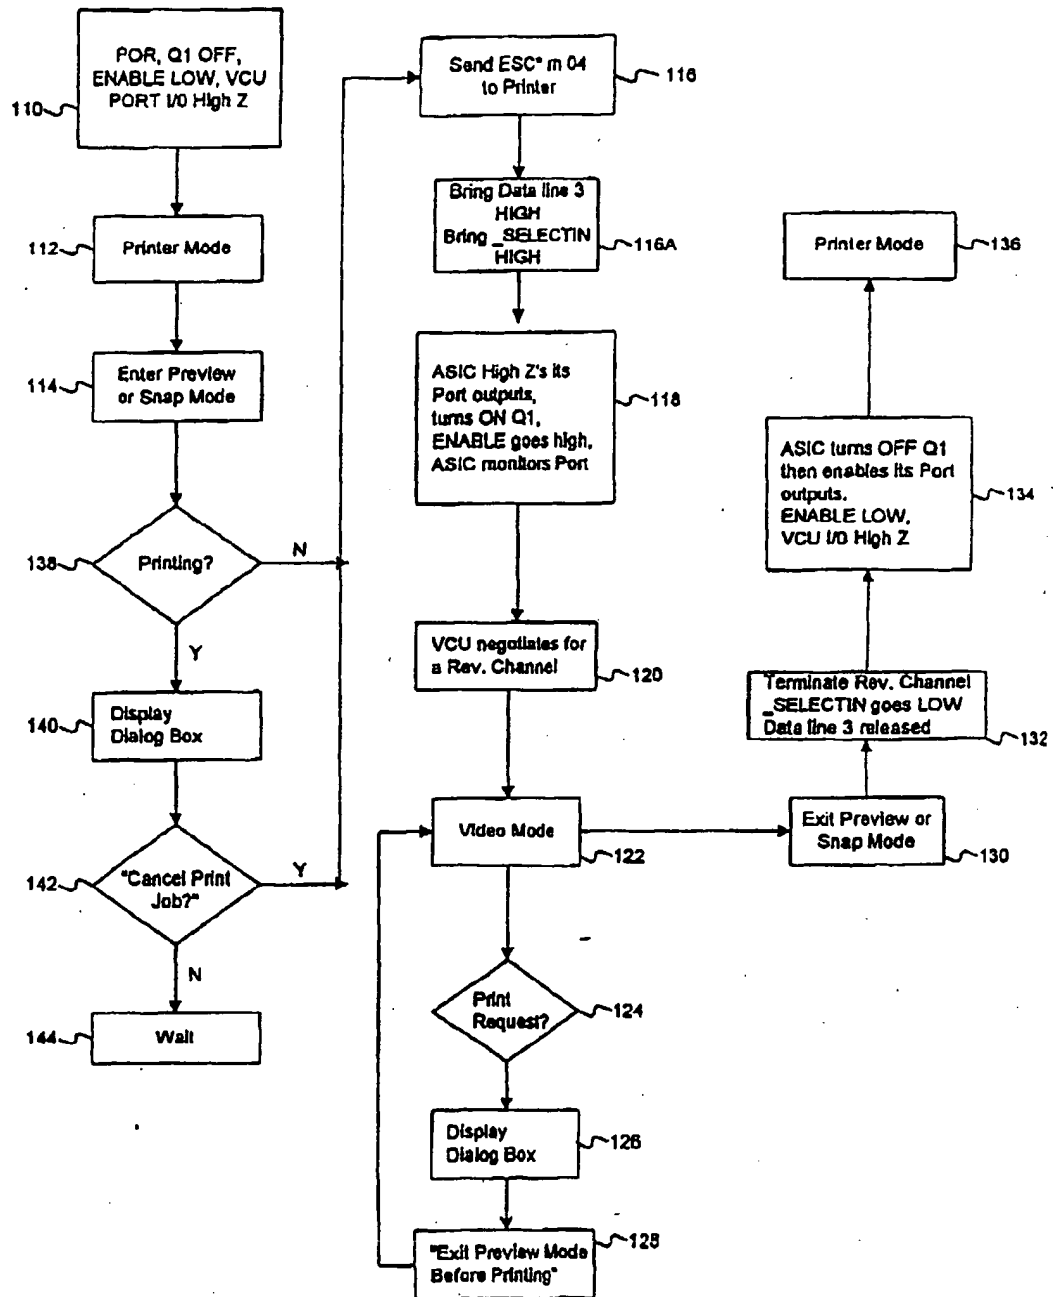 POR, Q1 OFF,
ENABLE LOW, VCU
PORT I/0 High Z
110
Printer Mode
112
Enter Preview
or Snap Mode
114
Printing?
138
N
Y
Display
Dialog Box
140
"Cancel Print
Job?"
142
Y
N
Wait
144
Send ESC* m 04
to Printer
116
Bring Data line 3
HIGH
Bring _SELECTIN
HIGH
116A
ASIC High Z's its
Port outputs,
turns ON Q1,
ENABLE goes high,
ASIC monitors Port
118
VCU negotiates for
a Rev. Channel
120
Video Mode
122
Print
Request?
124
Display
Dialog Box
126
"Exit Preview Mode
Before Printing"
128
Exit Preview or
Snap Mode
130
Terminate Rev. Channel
_SELECTIN goes LOW
Data line 3 released
132
ASIC turns OFF Q1
then enables its Port
outputs.
ENABLE LOW,
VCU I/0 High Z
134
Printer Mode
136